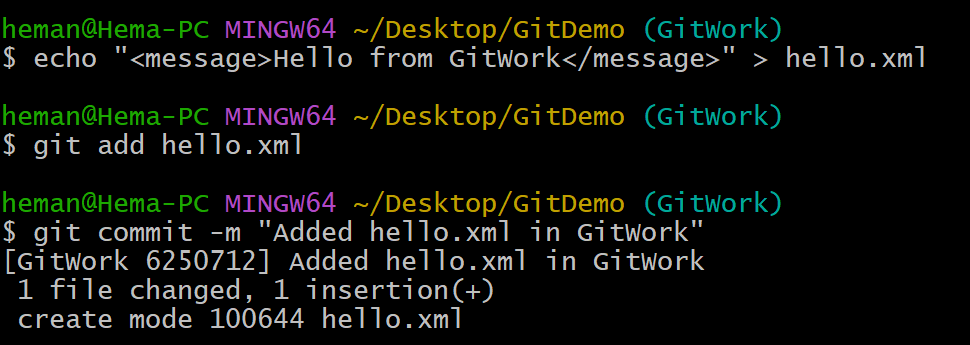 heman@Hema-PC MINGW64 ~/Desktop/GitDemo (GitWork)
$ echo "<message>Hello from GitWork</message>" > hello.xml
heman@Hema-PC MINGW64 ~/Desktop/GitDemo (GitWork)
$ git add hello.xml
heman@Hema-PC MINGW64 ~/Desktop/GitDemo (GitWork)
$ git commit -m "Added hello.xml in GitWork"
[GitWork 6250712] Added hello.xml in GitWork
 1 file changed, 1 insertion(+)
 create mode 100644 hello.xml